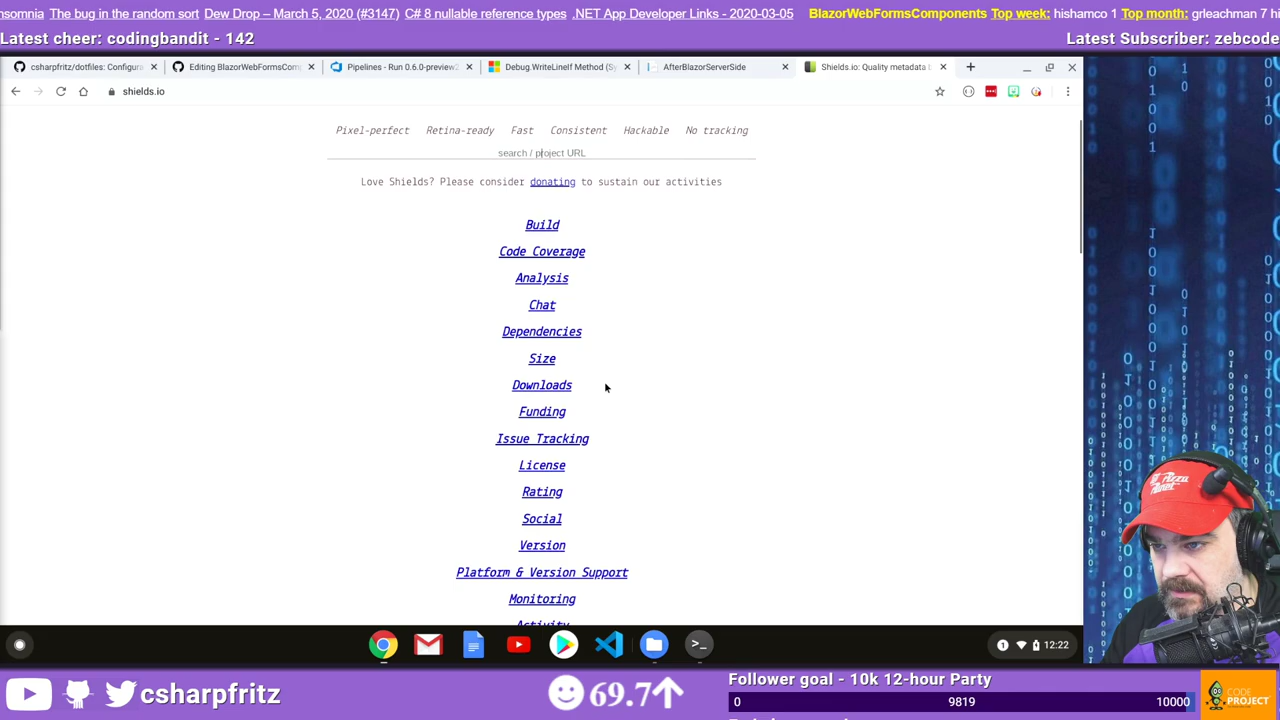 insomnia The bug in the random sort Dew Drop – March 5, 2020 (#3147) C# 8 nullable reference types .NET App Developer Links - 2020-03-05 BlazorWebFormsComponents Top week: hishamco 1 Top month: grleachman 7 hi
Latest cheer: codingbandit - 142
Latest Subscriber: zebcode
csharpfritz/dotfiles: Configura
Editing BlazorWebFormsComp
Pipelines - Run 0.6.0-preview2
Debug.WriteLineIf Method (Sy
AfterBlazorServerSide
Shields.io: Quality metadata b
shields.io
Pixel-perfect Retina-ready Fast Consistent Hackable No tracking
search / project URL
Love Shields? Please consider donating to sustain our activities
Build
Code Coverage
Analysis
Chat
Dependencies
Size
Downloads
Funding
Issue Tracking
License
Rating
Social
Version
Platform & Version Support
Monitoring
Activity
1 12:22
csharpfritz
69.7
Follower goal - 10k 12-hour Party
0 9819 10000
CODE PROJECT